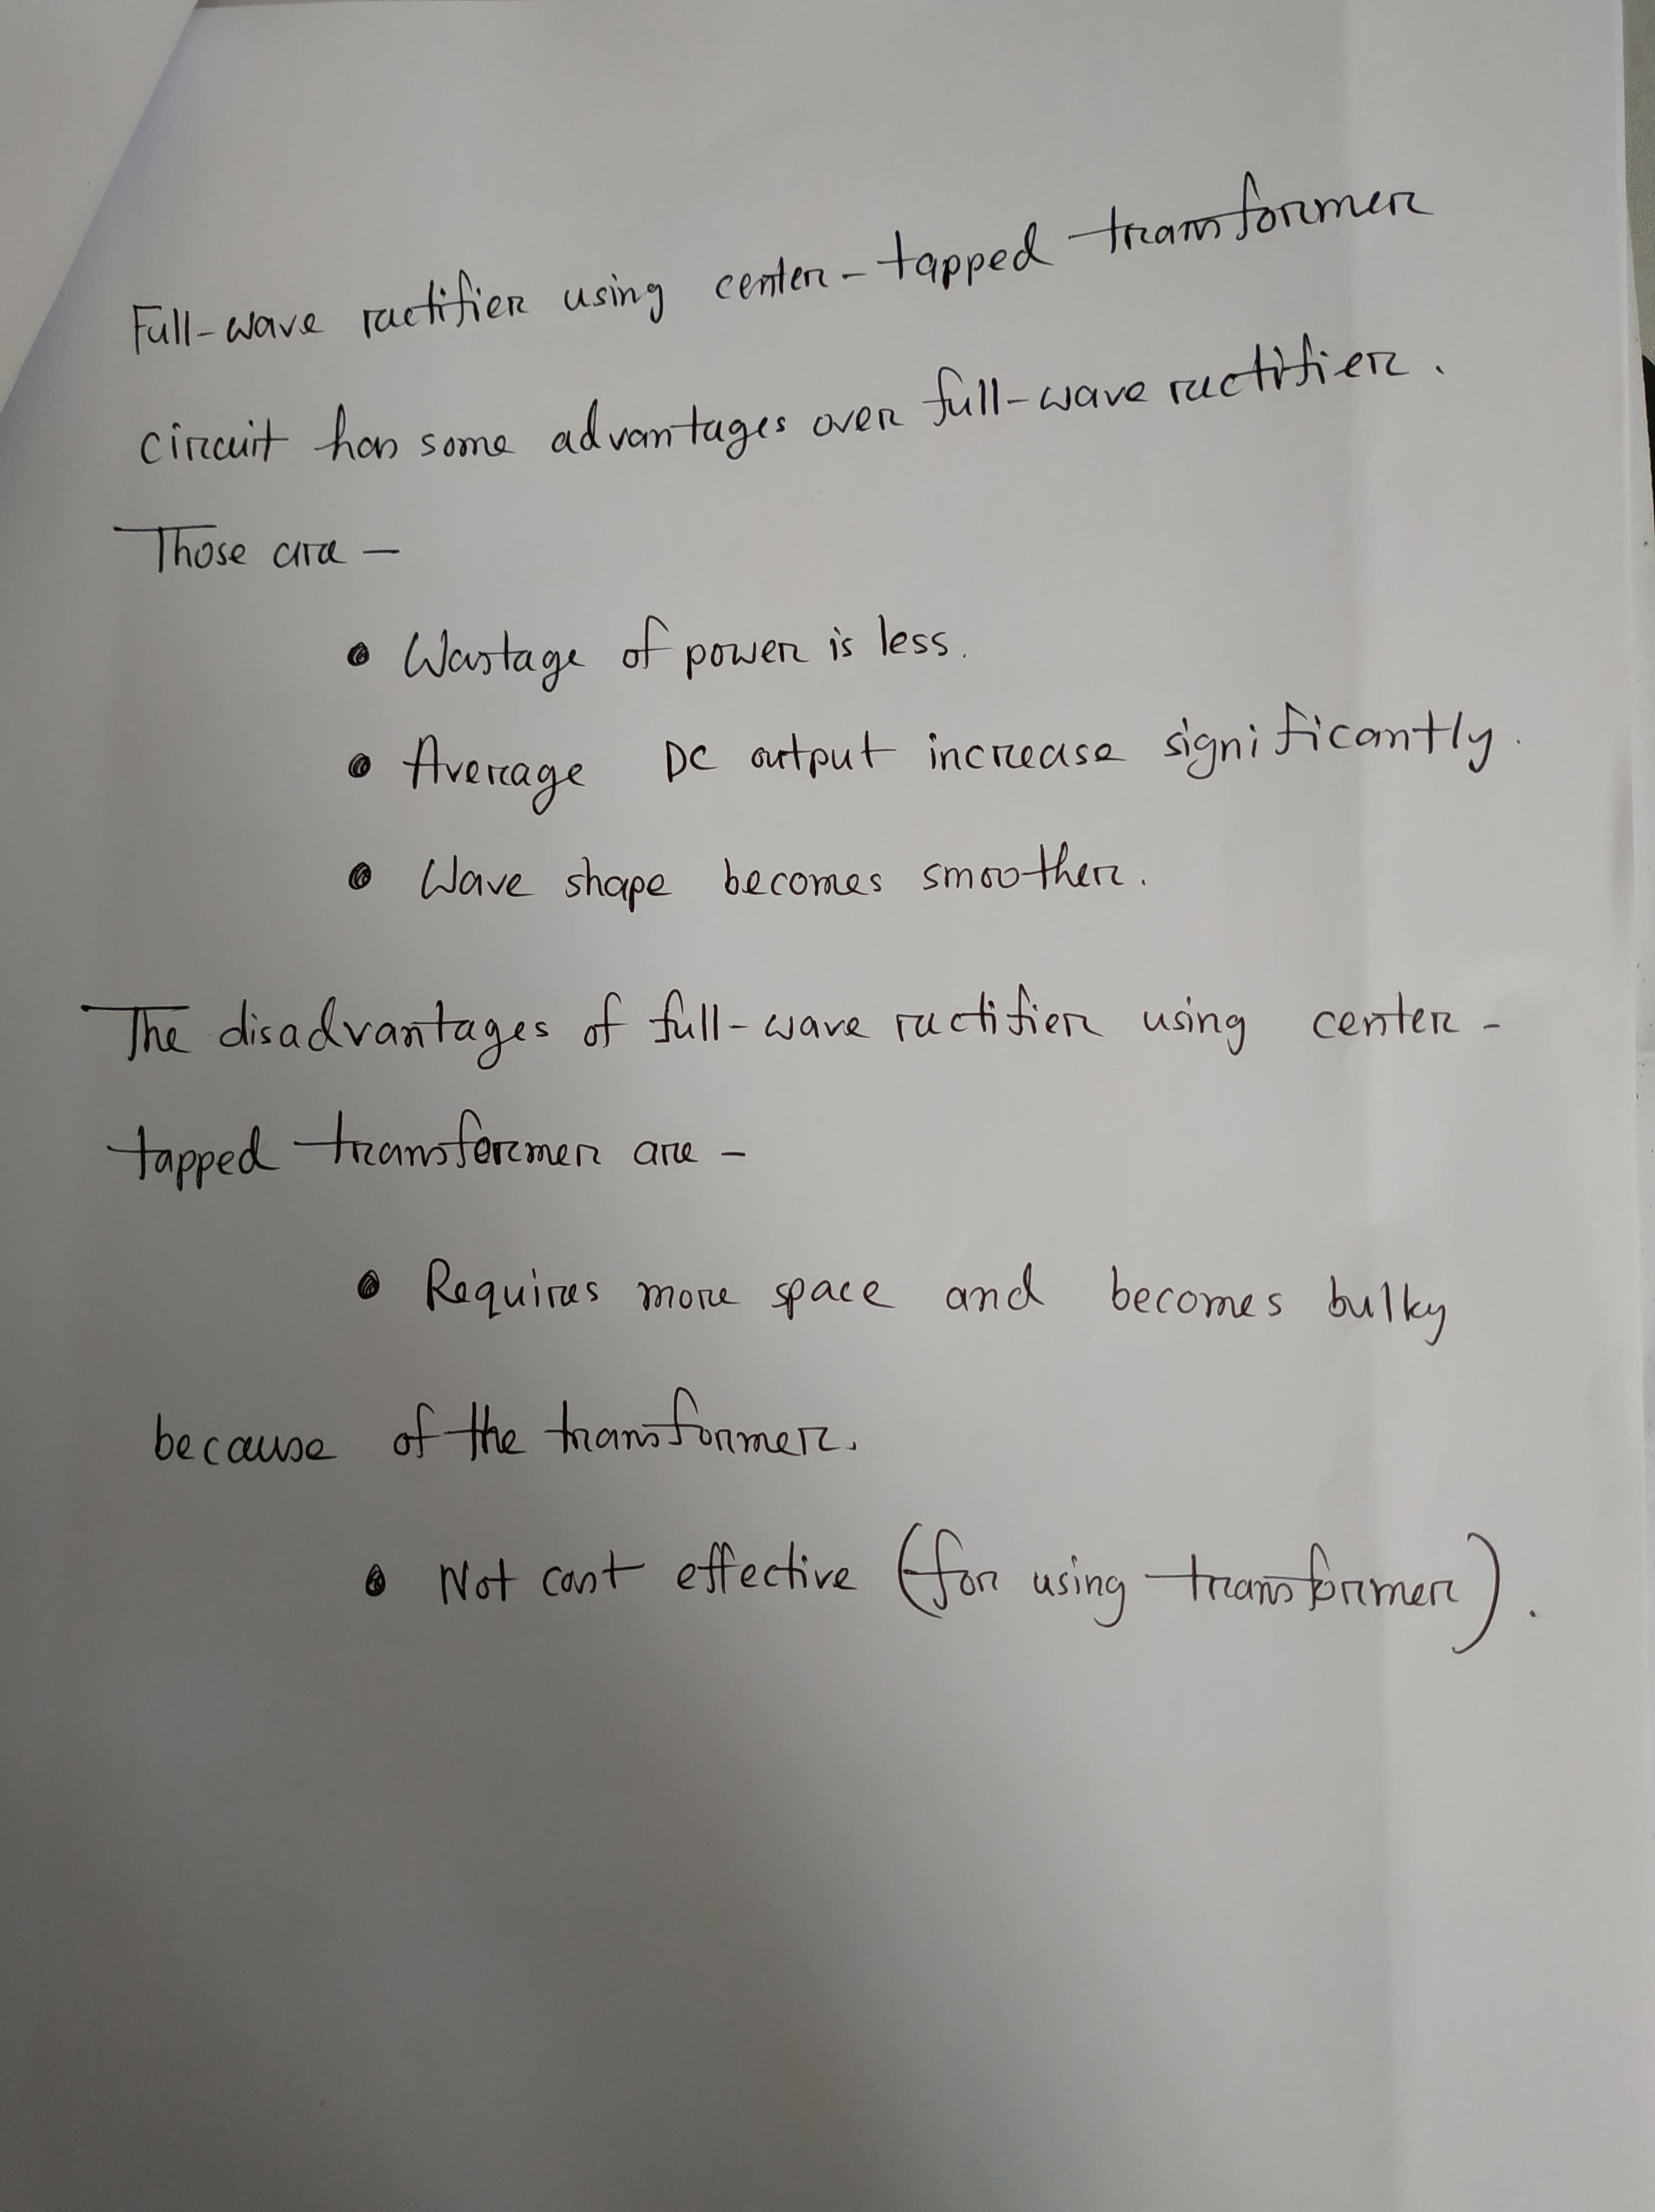 Full-wave rectifier using center-tapped transformer
circuit has some advantages over full-wave rectifier.
Those are -
• Wastage of power is less.
• Average DC output increase significantly.
• Wave shape becomes smoother.
The disadvantages of full-wave rectifier using center-
tapped transformer are -
• Requires more space and becomes bulky
because of the transformer.
• Not cost effective (for using transformer).